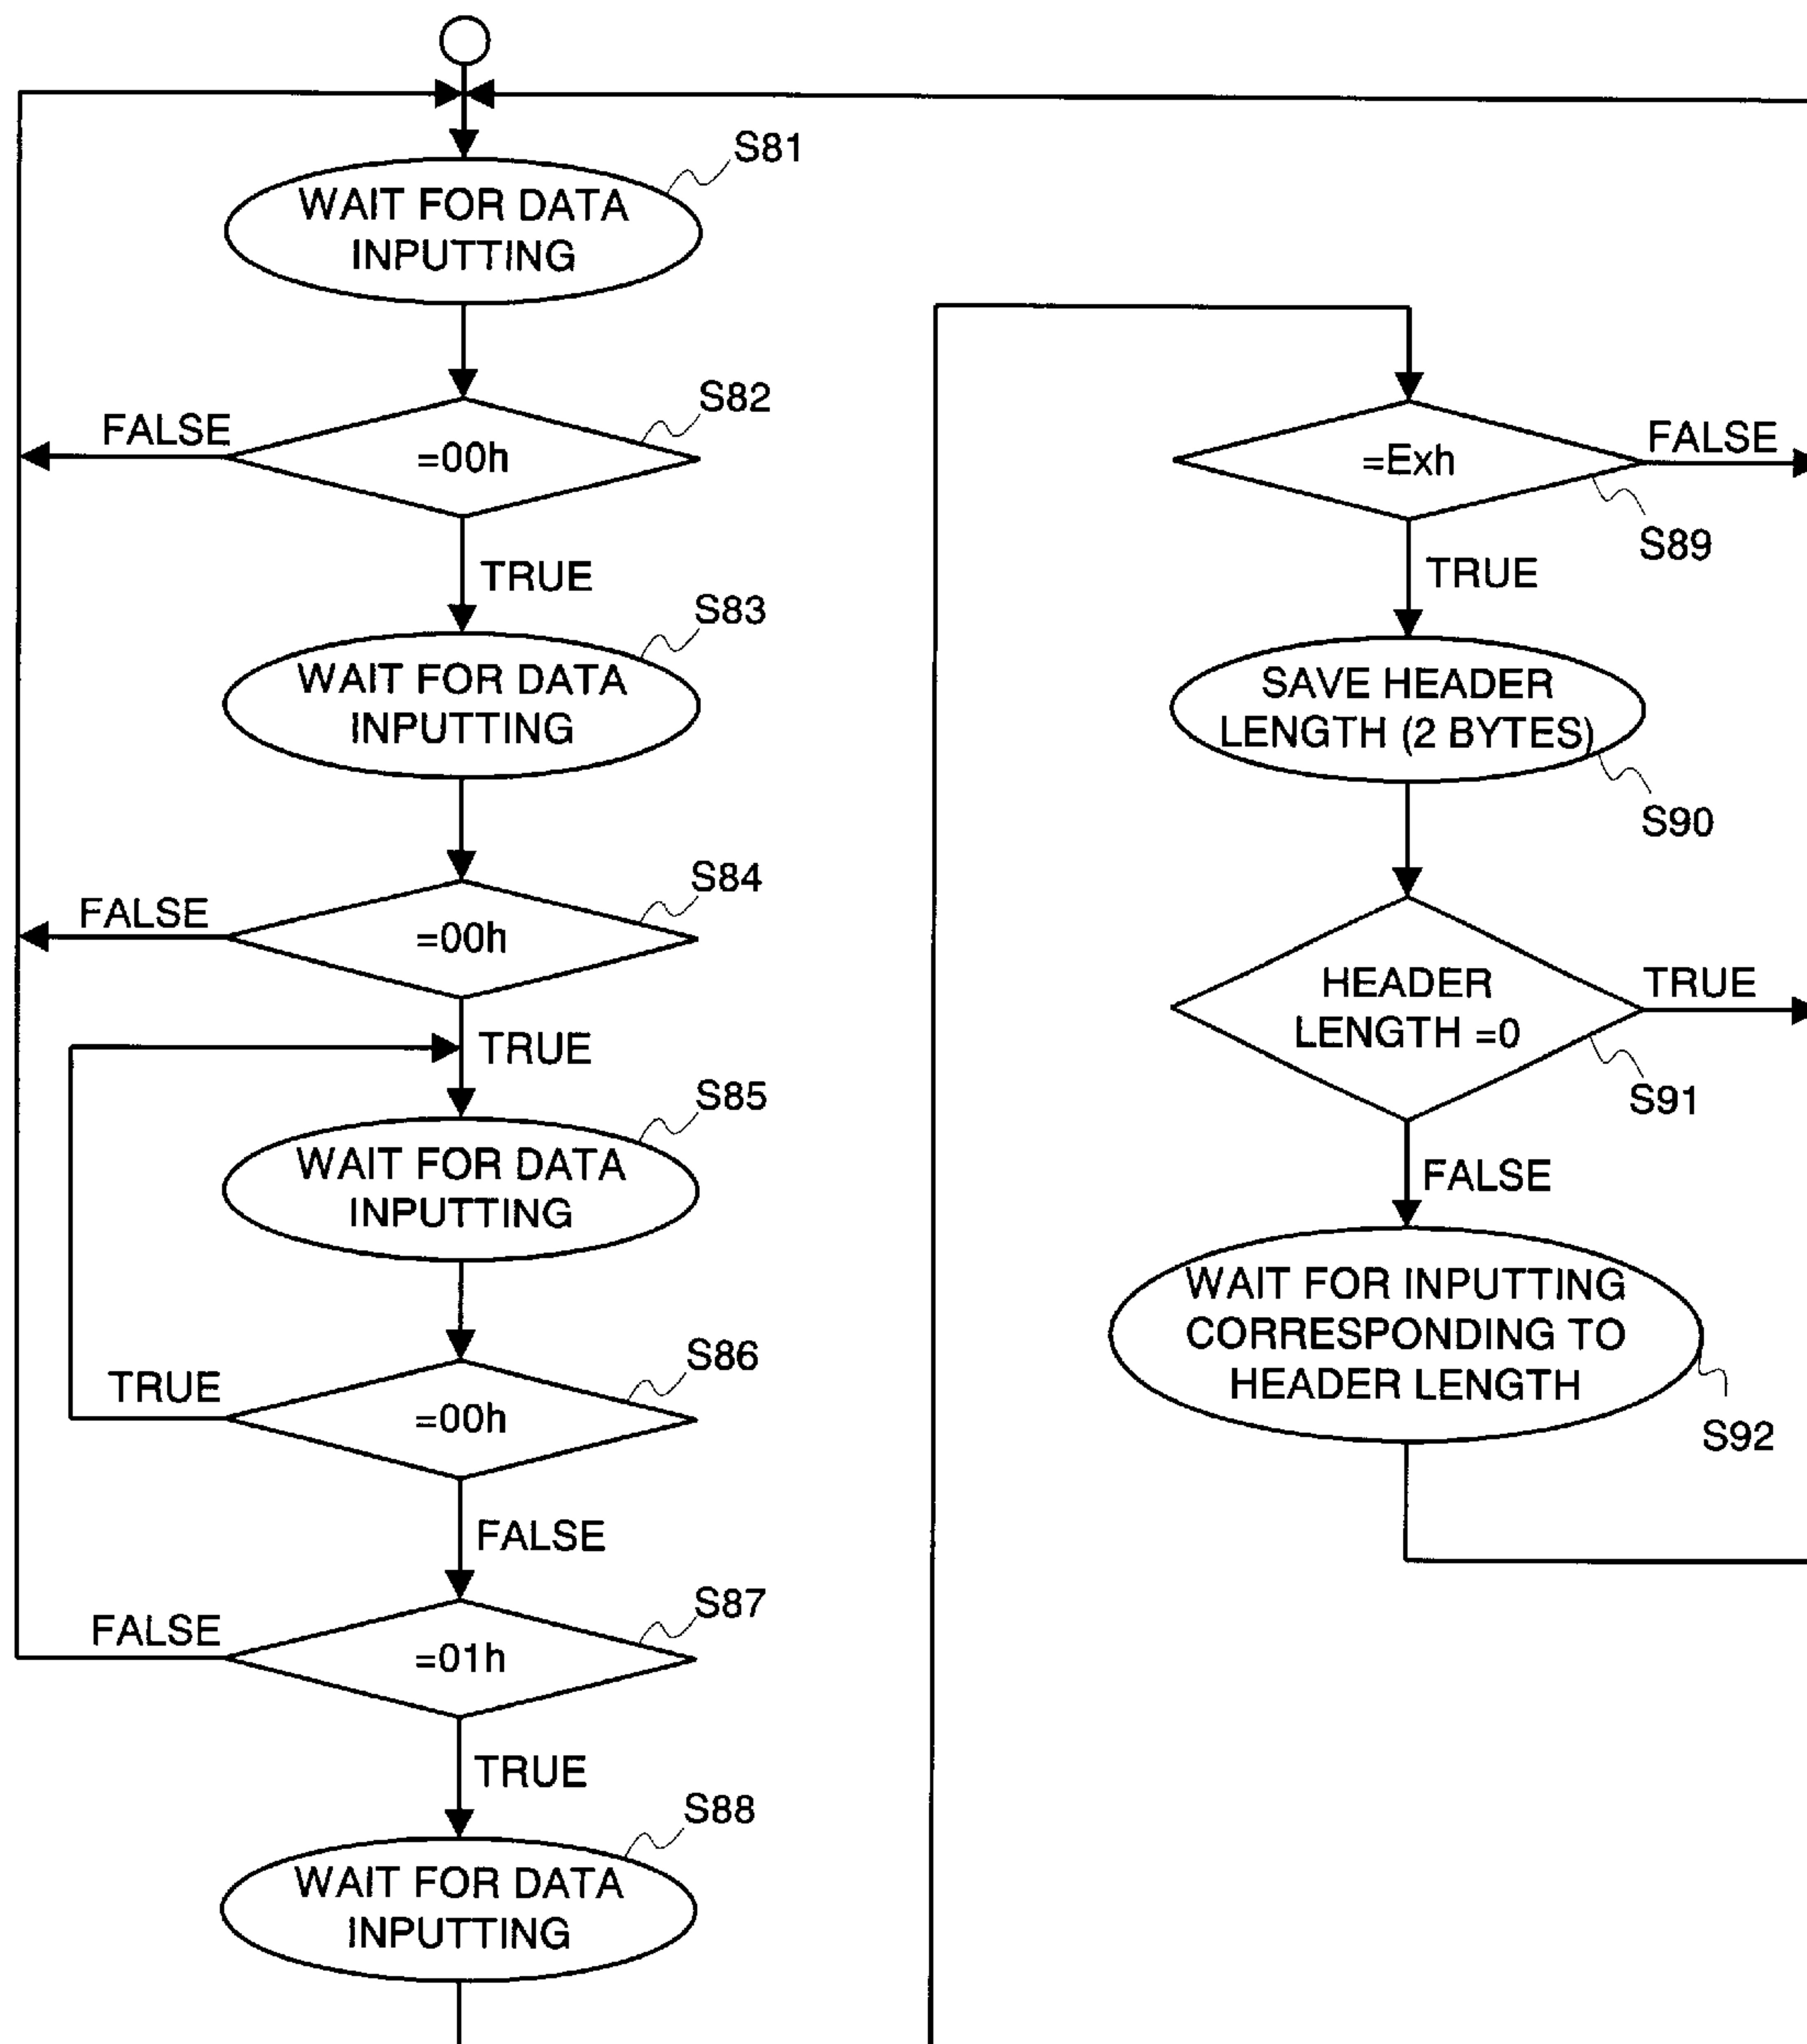 S81
WAIT FOR DATA
INPUTTING
S82
FALSE
=00h
TRUE
S83
WAIT FOR DATA
INPUTTING
S84
FALSE
=00h
TRUE
S85
WAIT FOR DATA
INPUTTING
S86
TRUE
=00h
FALSE
S87
FALSE
=01h
TRUE
S88
WAIT FOR DATA
INPUTTING
=Exh
FALSE
S89
TRUE
SAVE HEADER
LENGTH (2 BYTES)
S90
HEADER
LENGTH =0
TRUE
S91
FALSE
WAIT FOR INPUTTING
CORRESPONDING TO
HEADER LENGTH
S92